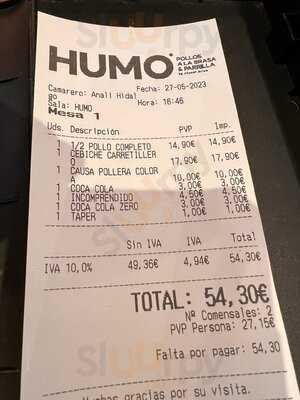 HUMO
POLLOS
A LA BRASA
& PARRILLA
Camarero: Anali Hidal
go
Fecha: 27-05-2023
Sala: HUMO
Hora: 16:46
Mesa 1
Uds. Descripción PVP Imp.
1 1/2 POLLO COMPLETO 14,90€ 14,90€
1 CEBICHE CARRETILLER
O 17,90€ 17,90€
1 CAUSA POLLERA COLOR
A 10,00€ 10,00€
1 COCA COLA 3,00€ 3,00€
1 INCOMPRENDIDO 4,50€ 4,50€
1 COCA COLA ZERO 3,00€ 3,00€
1 TAPER 1,00€ 1,00€
Sin IVA IVA Total
IVA 10,0% 49,36€ 4,94€ 54,30€
TOTAL: 54,30€
Nº Comensales: 2
PVP Persona: 27,15€
Falta por pagar: 54,30
Muchas gracias por su visita.